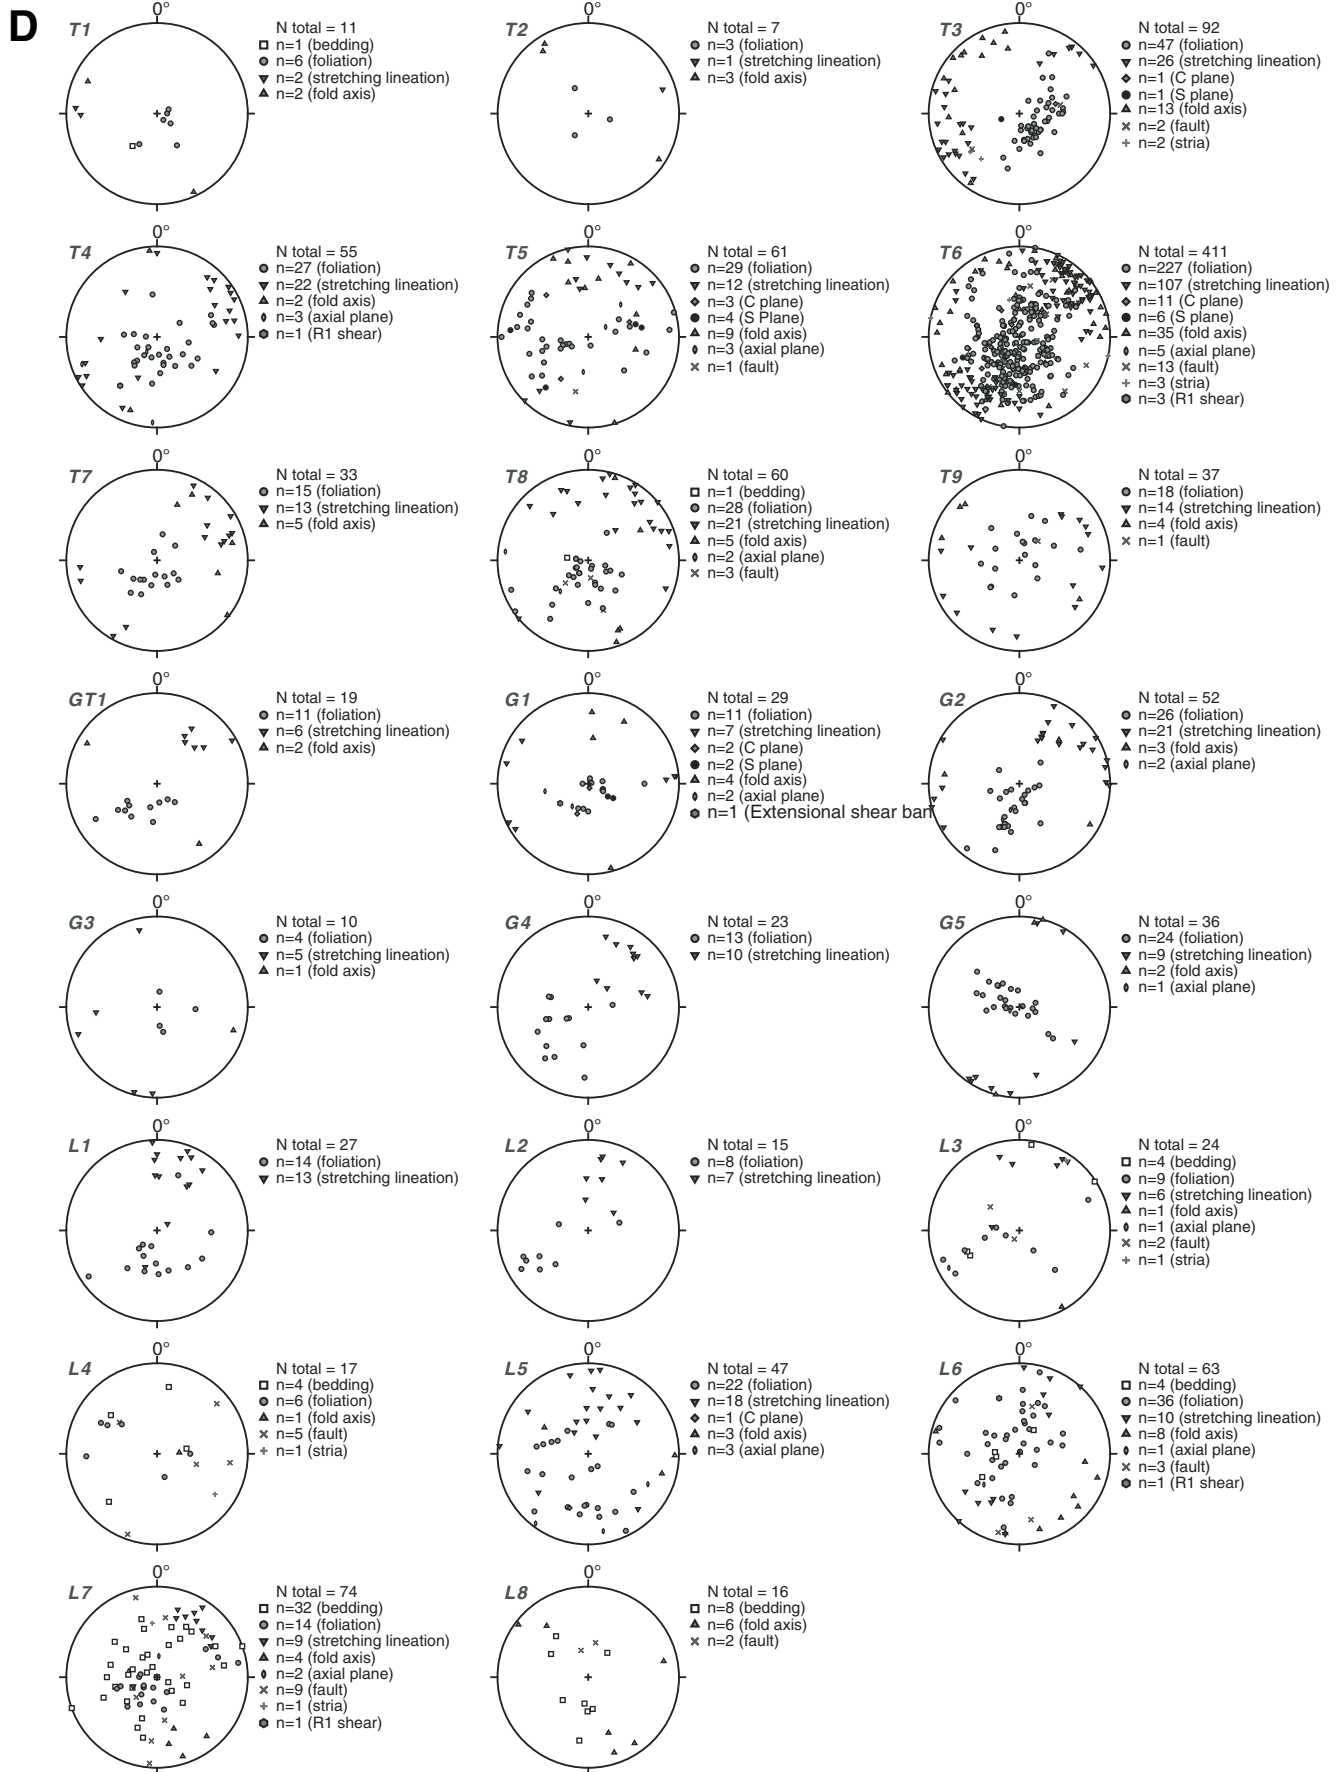 D
T1
0°
N total = 11
n=1 (bedding)
n=6 (foliation)
n=2 (stretching lineation)
n=2 (fold axis)
T2
0°
N total = 7
n=3 (foliation)
n=1 (stretching lineation)
n=3 (fold axis)
T3
0°
N total = 92
n=47 (foliation)
n=26 (stretching lineation)
n=1 (C plane)
n=1 (S plane)
n=13 (fold axis)
n=2 (fault)
n=2 (stria)
T4
0°
N total = 55
n=27 (foliation)
n=22 (stretching lineation)
n=2 (fold axis)
n=3 (axial plane)
n=1 (R1 shear)
T5
0°
N total = 61
n=29 (foliation)
n=12 (stretching lineation)
n=3 (C plane)
n=4 (S Plane)
n=9 (fold axis)
n=3 (axial plane)
n=1 (fault)
T6
0°
N total = 411
n=227 (foliation)
n=107 (stretching lineation)
n=11 (C plane)
n=6 (S plane)
n=35 (fold axis)
n=5 (axial plane)
n=13 (fault)
n=3 (stria)
n=3 (R1 shear)
T7
0°
N total = 33
n=15 (foliation)
n=13 (stretching lineation)
n=5 (fold axis)
T8
0°
N total = 60
n=1 (bedding)
n=28 (foliation)
n=21 (stretching lineation)
n=5 (fold axis)
n=2 (axial plane)
n=3 (fault)
T9
0°
N total = 37
n=18 (foliation)
n=14 (stretching lineation)
n=4 (fold axis)
n=1 (fault)
GT1
0°
N total = 19
n=11 (foliation)
n=6 (stretching lineation)
n=2 (fold axis)
G1
0°
N total = 29
n=11 (foliation)
n=7 (stretching lineation)
n=2 (C plane)
n=2 (S plane)
n=4 (fold axis)
n=2 (axial plane)
n=1 (Extensional shear ban
G2
0°
N total = 52
n=26 (foliation)
n=21 (stretching lineation)
n=3 (fold axis)
n=2 (axial plane)
G3
0°
N total = 10
n=4 (foliation)
n=5 (stretching lineation)
n=1 (fold axis)
G4
0°
N total = 23
n=13 (foliation)
n=10 (stretching lineation)
G5
0°
N total = 36
n=24 (foliation)
n=9 (stretching lineation)
n=2 (fold axis)
n=1 (axial plane)
L1
0°
N total = 27
n=14 (foliation)
n=13 (stretching lineation)
L2
0°
N total = 15
n=8 (foliation)
n=7 (stretching lineation)
L3
0°
N total = 24
n=4 (bedding)
n=9 (foliation)
n=6 (stretching lineation)
n=1 (fold axis)
n=1 (axial plane)
n=2 (fault)
n=1 (stria)
L4
0°
N total = 17
n=4 (bedding)
n=6 (foliation)
n=1 (fold axis)
n=5 (fault)
n=1 (stria)
L5
0°
N total = 47
n=22 (foliation)
n=18 (stretching lineation)
n=1 (C plane)
n=3 (fold axis)
n=3 (axial plane)
L6
0°
N total = 63
n=4 (bedding)
n=36 (foliation)
n=10 (stretching lineation)
n=8 (fold axis)
n=1 (axial plane)
n=3 (fault)
n=1 (R1 shear)
L7
0°
N total = 74
n=32 (bedding)
n=14 (foliation)
n=9 (stretching lineation)
n=4 (fold axis)
n=2 (axial plane)
n=9 (fault)
n=1 (stria)
n=1 (R1 shear)
L8
0°
N total = 16
n=8 (bedding)
n=6 (fold axis)
n=2 (fault)